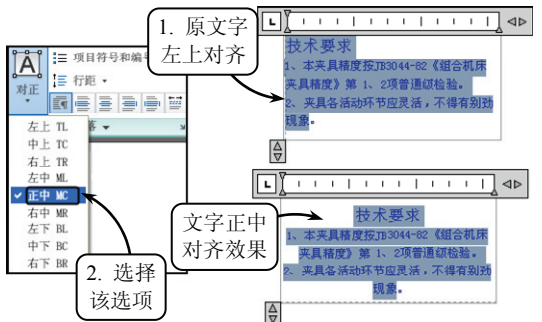 1. 原文字
左上对齐
对正
项目符号和编号
行距
落
左上 TL
中上 TC
右上 TR
左中 ML
正中 MC
右中 MR
左下 BL
中下 BC
右下 BR
2. 选择
该选项
L
技术要求
1、本夹具精度按JB3044-82《组合机床
夹具精度》第 1、2项普通级检验。
2、夹具各活动环节应灵活，不得有别劲
现象。
文字正中
对齐效果
L
技术要求
1、本夹具精度按JB3044-82《组合机床
夹具精度》第 1、2项普通级检验。
2、夹具各活动环节应灵活，不得有别劲
现象。